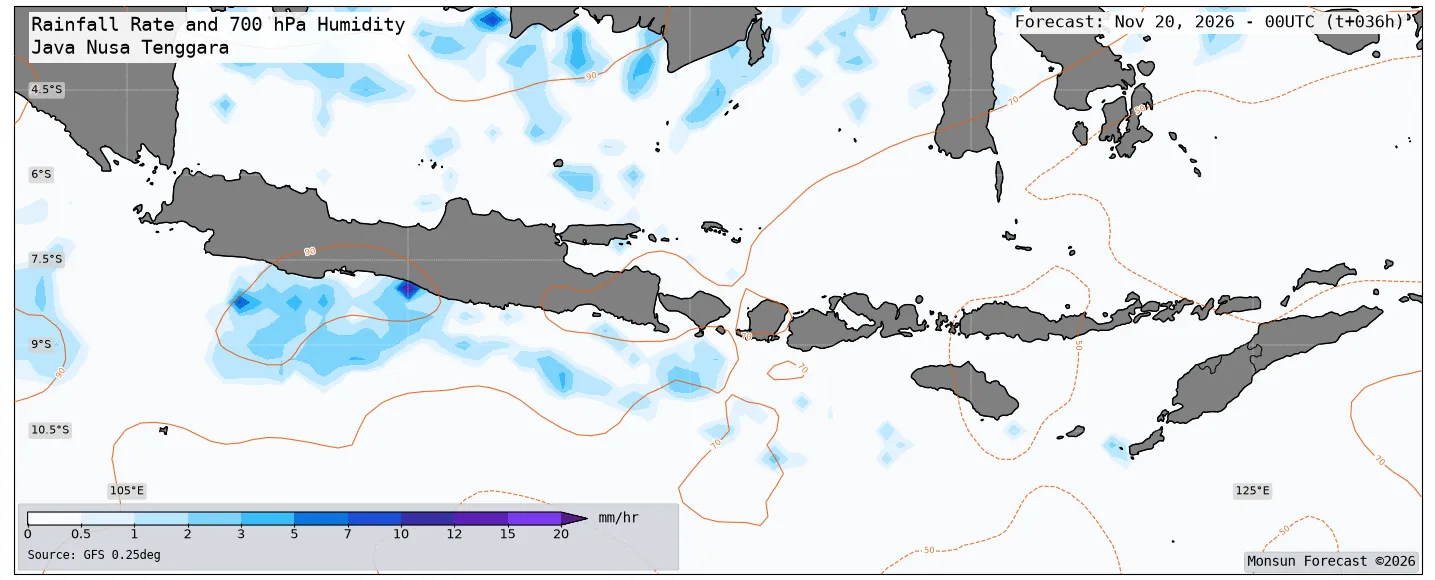 Rainfall Rate and 700 hPa Humidity
Java Nusa Tenggara
Forecast: Nov 20, 2026 - 00UTC (t+036h)
90
4.5°S
70
50
6°S
90
7.5°S
9°S
70
50
90
70
10.5°S
70
70
105°E
125°E
mm/hr
0 0.5 1 2 3 5 7 10 12 15 20
Source: GFS 0.25deg
50
50
Monsun Forecast ©2026